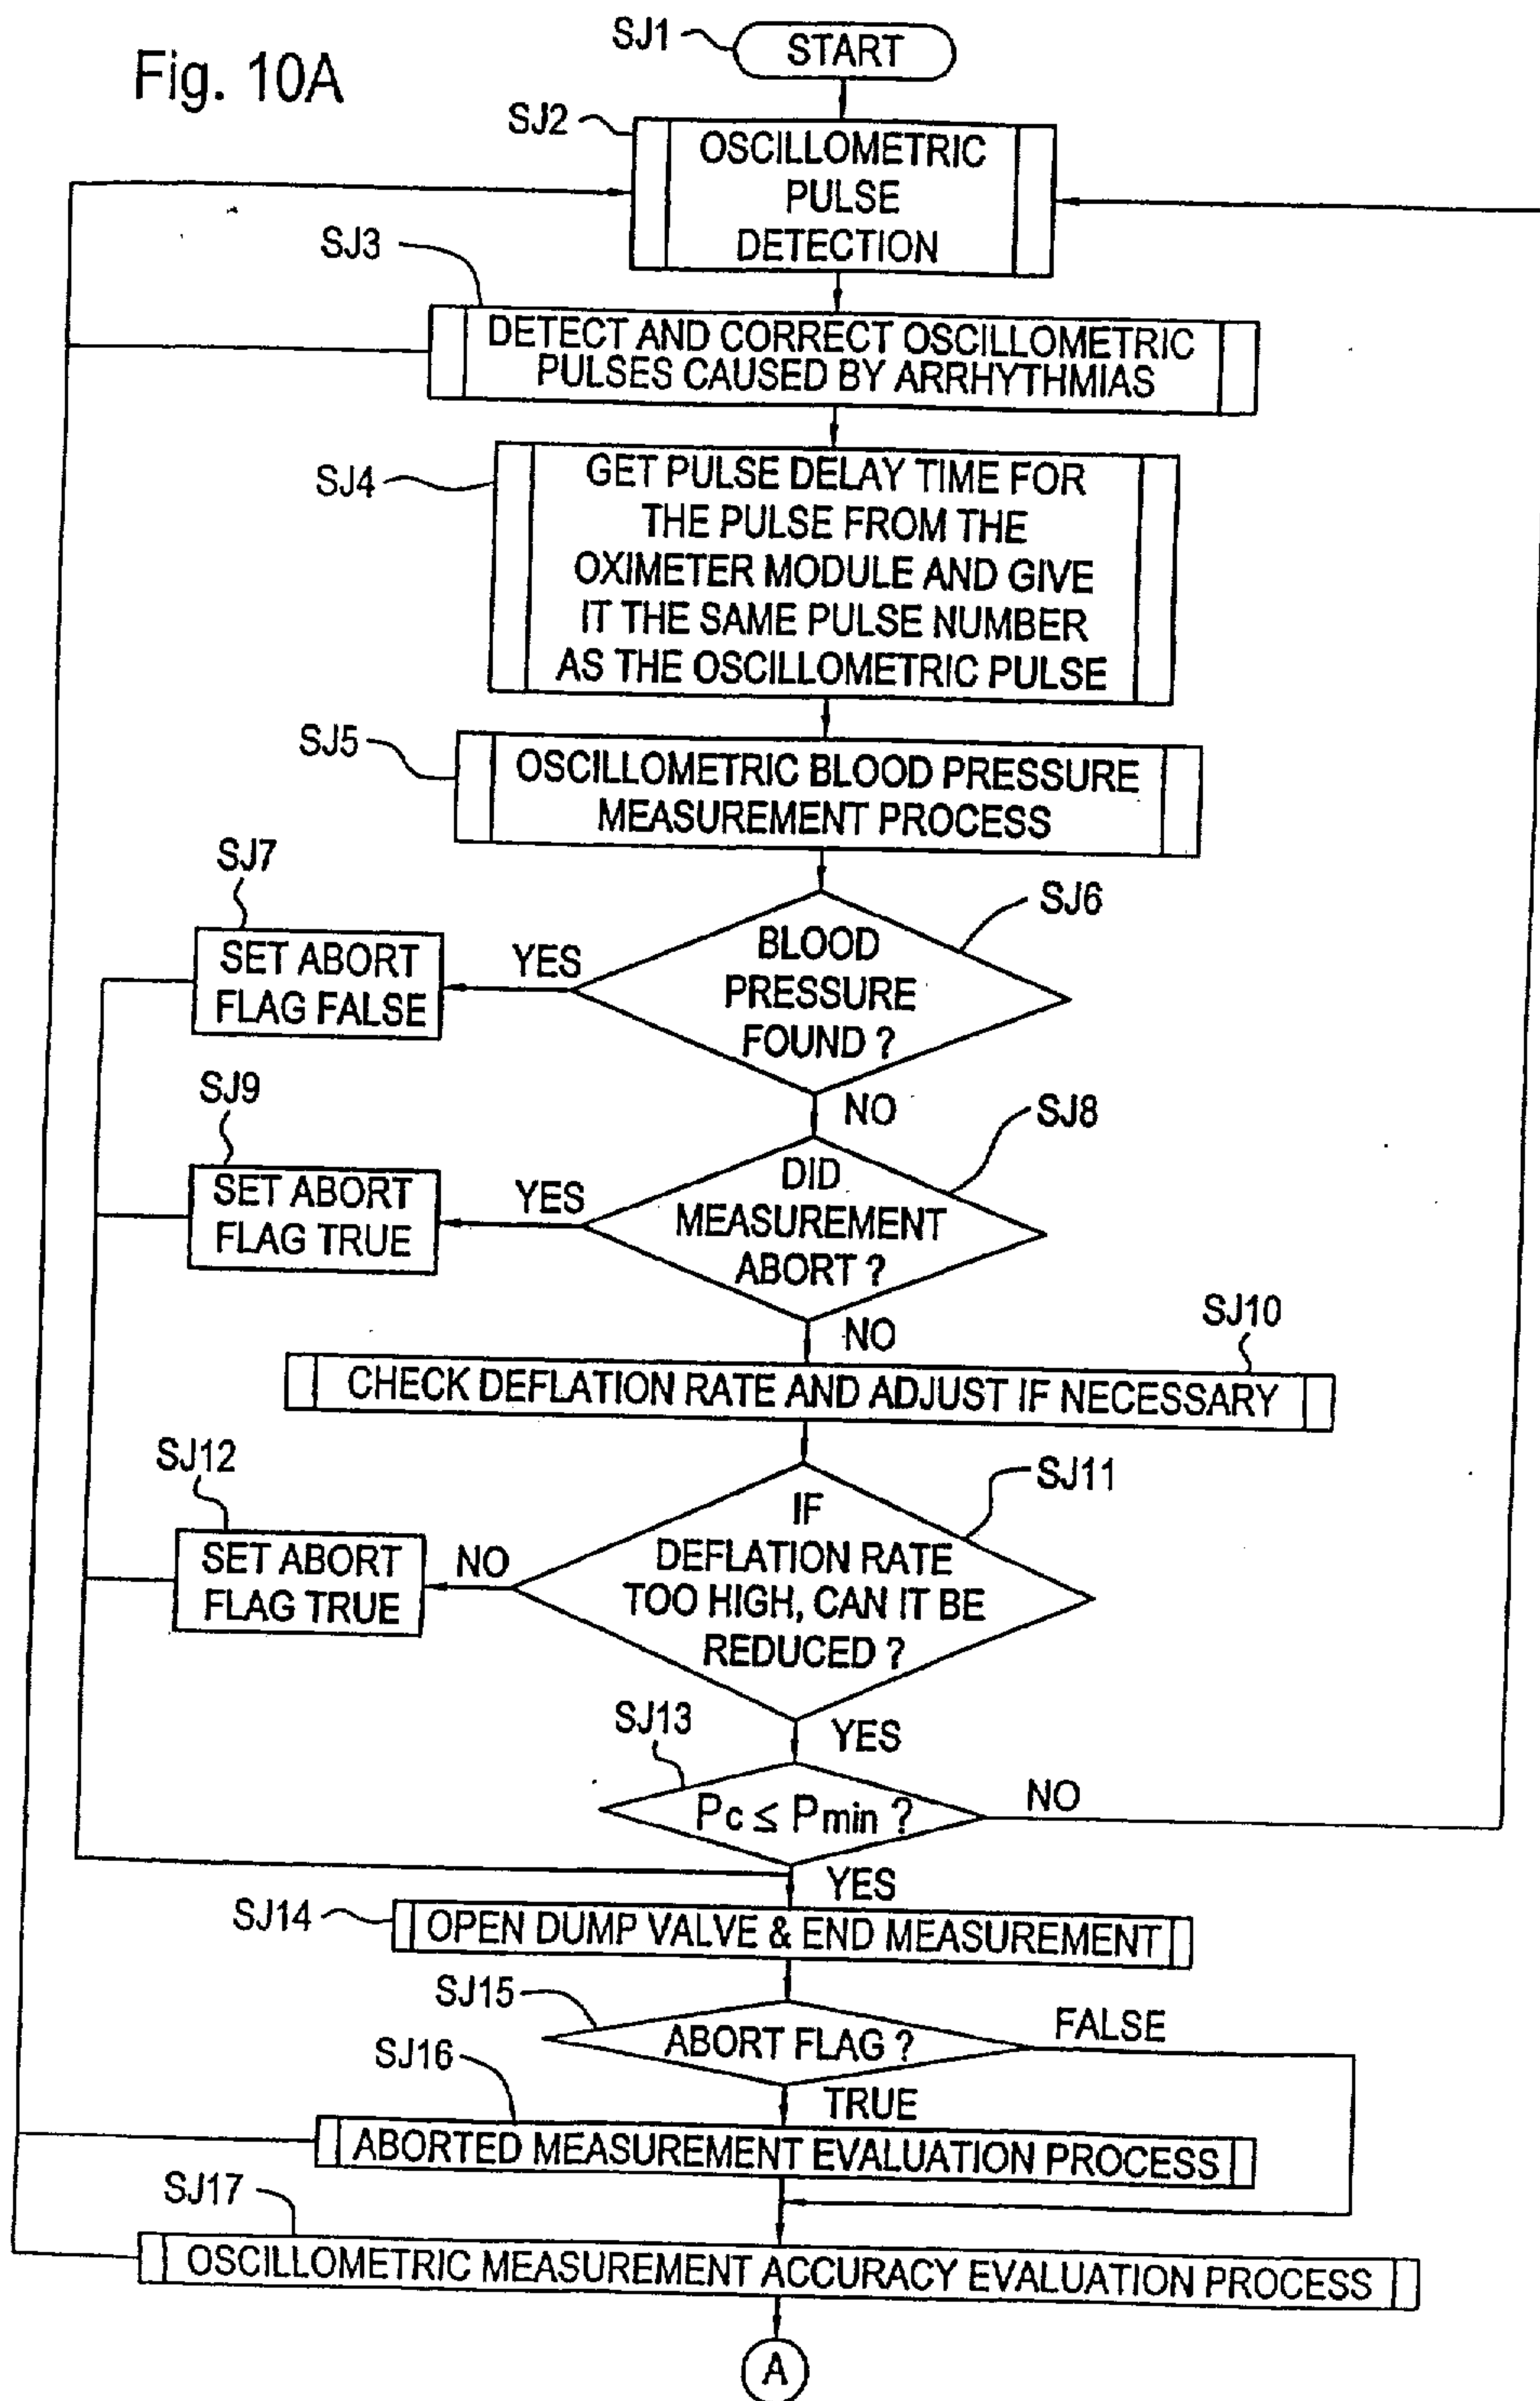 Fig. 10A
SJ1
START
SJ2
OSCILLOMETRIC
PULSE
DETECTION
SJ3
DETECT AND CORRECT OSCILLOMETRIC
PULSES CAUSED BY ARRHYTHMIAS
SJ4
GET PULSE DELAY TIME FOR
THE PULSE FROM THE
OXIMETER MODULE AND GIVE
IT THE SAME PULSE NUMBER
AS THE OSCILLOMETRIC PULSE
SJ5
OSCILLOMETRIC BLOOD PRESSURE
MEASUREMENT PROCESS
SJ6
BLOOD
PRESSURE
FOUND ?
YES
SJ7
SET ABORT
FLAG FALSE
NO
SJ8
DID
MEASUREMENT
ABORT ?
YES
SJ9
SET ABORT
FLAG TRUE
NO
SJ10
CHECK DEFLATION RATE AND ADJUST IF NECESSARY
SJ11
IF
DEFLATION RATE
TOO HIGH, CAN IT BE
REDUCED ?
NO
SJ12
SET ABORT
FLAG TRUE
YES
SJ13
Pc ≤ Pmin ?
NO
YES
SJ14
OPEN DUMP VALVE & END MEASUREMENT
SJ15
ABORT FLAG ?
FALSE
TRUE
SJ16
ABORTED MEASUREMENT EVALUATION PROCESS
SJ17
OSCILLOMETRIC MEASUREMENT ACCURACY EVALUATION PROCESS
A